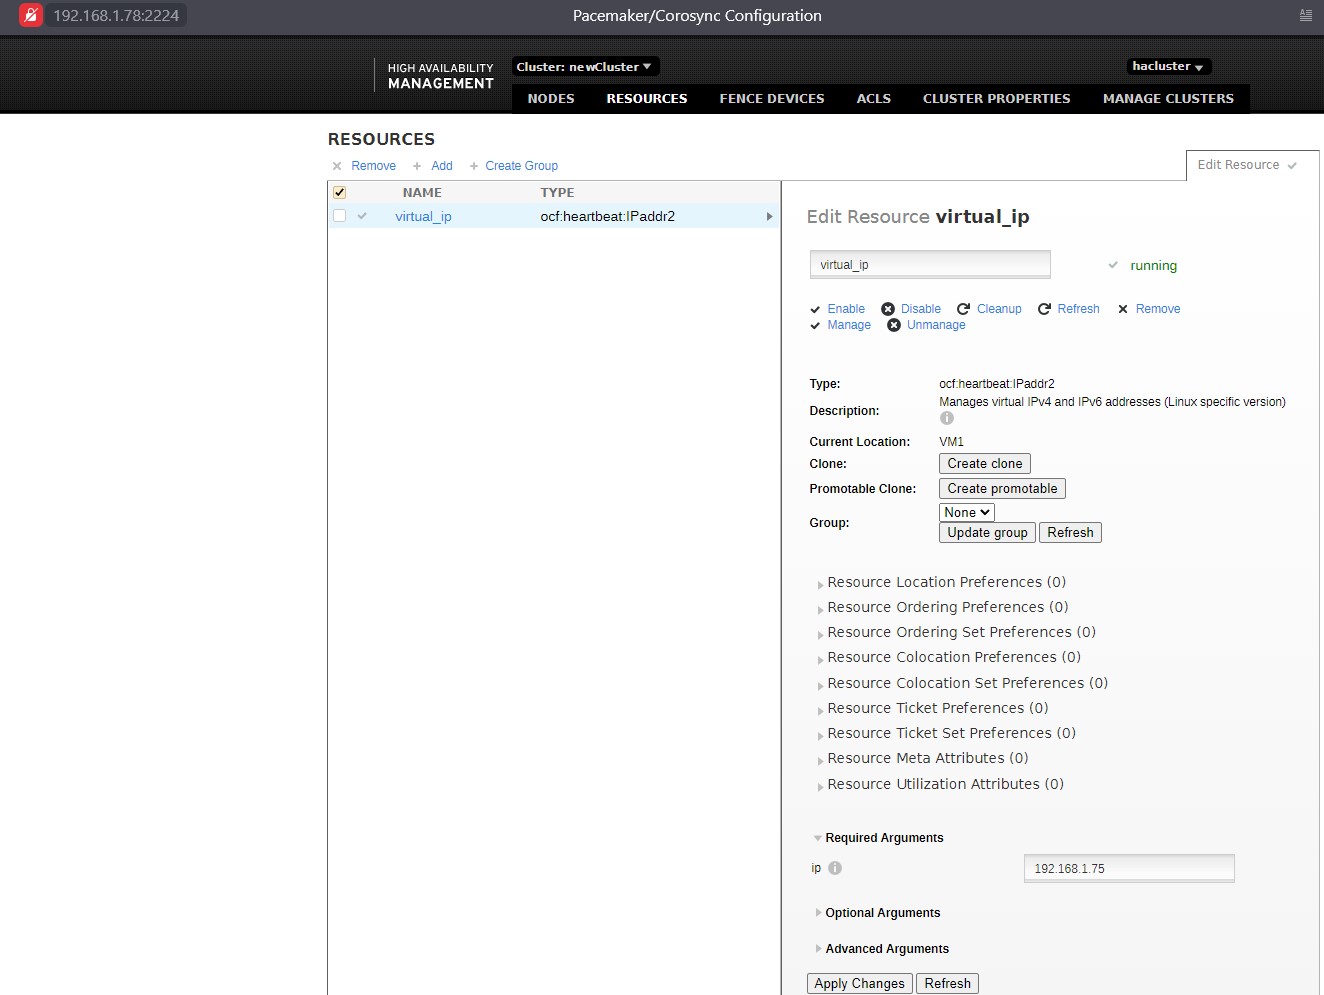 192.168.1.78:2224
Pacemaker/Corosync Configuration
HIGH AVAILABILITY
MANAGEMENT
Cluster: newCluster
hacluster
NODES RESOURCES FENCE DEVICES ACLS CLUSTER PROPERTIES MANAGE CLUSTERS
RESOURCES
Remove Add Create Group
Edit Resource
NAME TYPE
virtual_ip ocf:heartbeat:IPaddr2
Edit Resource virtual_ip
virtual_ip running
Enable Disable Cleanup Refresh Remove
Manage Unmanage
Type: ocf:heartbeat:IPaddr2
Description: Manages virtual IPv4 and IPv6 addresses (Linux specific version)
Current Location: VM1
Clone: Create clone
Promotable Clone: Create promotable
Group: None
Update group Refresh
Resource Location Preferences (0)
Resource Ordering Preferences (0)
Resource Ordering Set Preferences (0)
Resource Colocation Preferences (0)
Resource Colocation Set Preferences (0)
Resource Ticket Preferences (0)
Resource Ticket Set Preferences (0)
Resource Meta Attributes (0)
Resource Utilization Attributes (0)
Required Arguments
ip 192.168.1.75
Optional Arguments
Advanced Arguments
Apply Changes Refresh